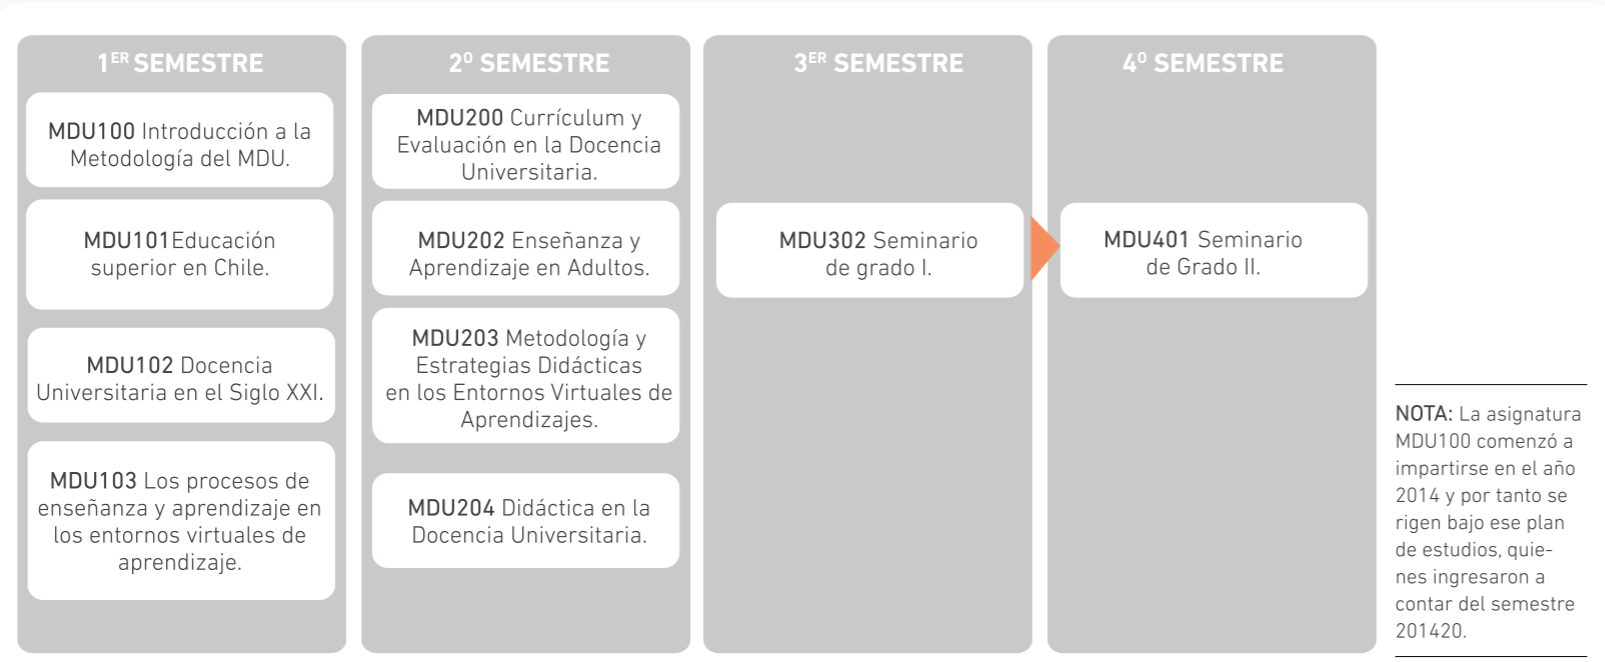 1ER SEMESTRE
MDU100 Introducción a la
Metodología del MDU.
MDU101Educación
superior en Chile.
MDU102 Docencia
Universitaria en el Siglo XXI.
MDU103 Los procesos de
enseñanza y aprendizaje en
los entornos virtuales de
aprendizaje.
2º SEMESTRE
MDU200 Currículum y
Evaluación en la Docencia
Universitaria.
MDU202 Enseñanza y
Aprendizaje en Adultos.
MDU203 Metodología y
Estrategias Didácticas
en los Entornos Virtuales de
Aprendizajes.
MDU204 Didáctica en la
Docencia Universitaria.
3ER SEMESTRE
MDU302 Seminario
de grado I.
4º SEMESTRE
MDU401 Seminario
de Grado II.
NOTA: La asignatura
MDU100 comenzó a
impartirse en el año
2014 y por tanto se
rigen bajo ese plan
de estudios, quie-
nes ingresaron a
contar del semestre
201420.